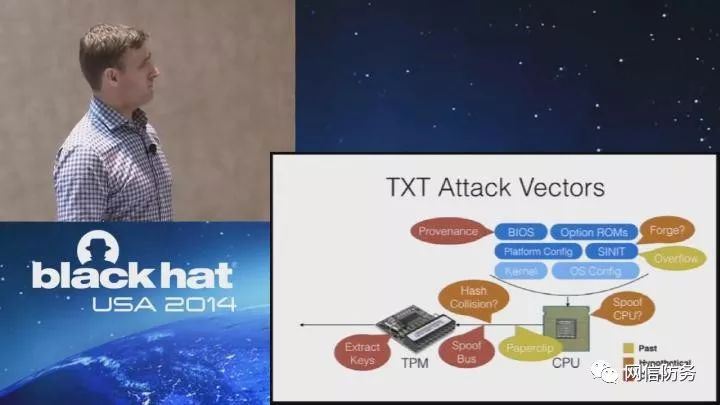 black hat
USA 2014
TXT Attack Vectors
Provenance
BIOS
Option ROMs
Forge?
Platform Config
SINIT
Overflow
Kernel
OS Config
Hash
Collision?
Spoof
CPU?
Extract
Keys
TPM
Spoof
Bus
Paperclip
CPU
Past
Hypothetical
网信防务